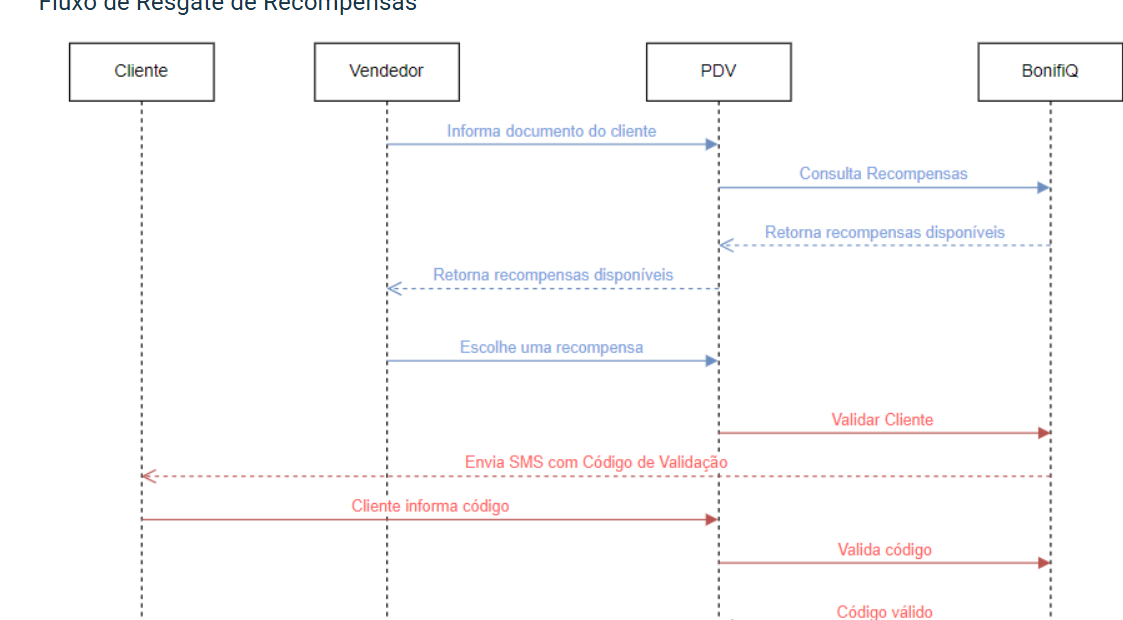 Fluxo de Resgate de Recompensas
Cliente
Vendedor
PDV
BonifiQ
Informa documento do cliente
Consulta Recompensas
Retorna recompensas disponíveis
Retorna recompensas disponíveis
Escolhe uma recompensa
Validar Cliente
Envia SMS com Código de Validação
Cliente informa código
Valida código
Código válido